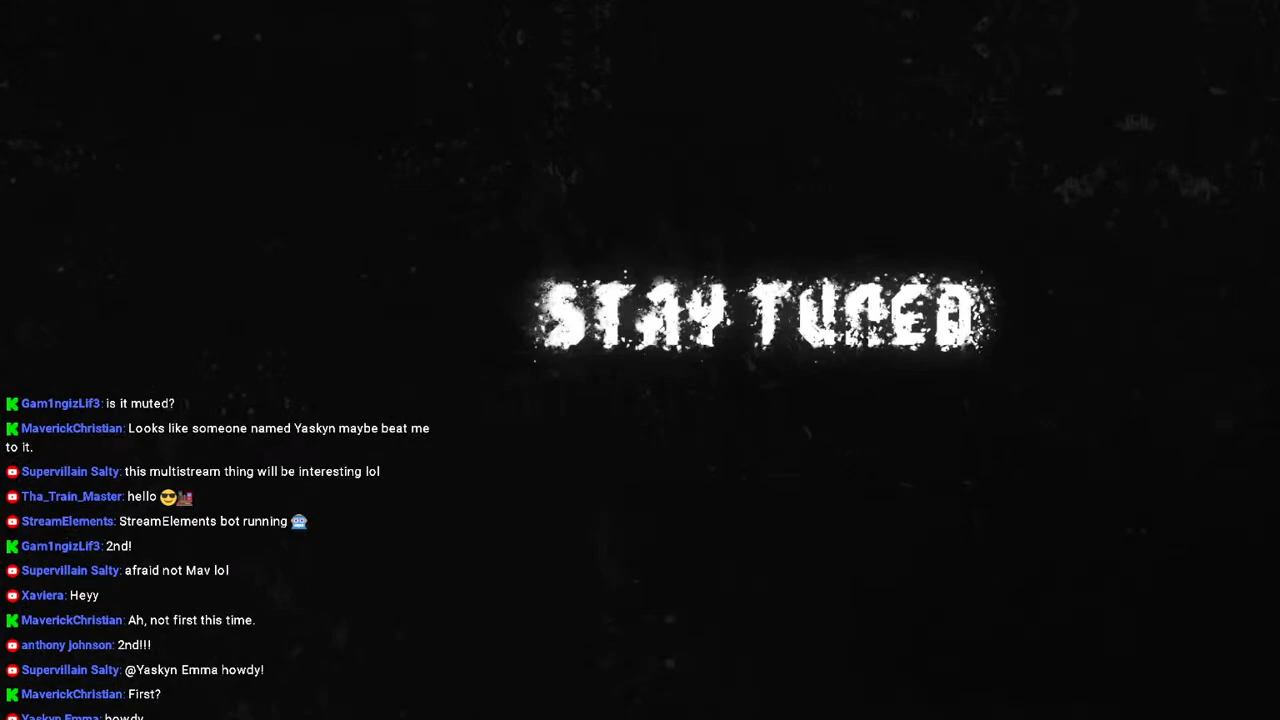 STAY TUNED
Gam1ngizLif3: is it muted?
MaverickChristian: Looks like someone named Yaskyn maybe beat me
to it.
Supervillain Salty: this multistream thing will be interesting lol
Tha_Train_Master: hello 😎🚂
StreamElements: StreamElements bot running 🤖
Gam1ngizLif3: 2nd!
Supervillain Salty: afraid not Mav lol
Xaviera: Heyy
MaverickChristian: Ah, not first this time.
anthony johnson: 2nd!!!
Supervillain Salty: @Yaskyn Emma howdy!
MaverickChristian: First?
Yaskyn Emma: howdy